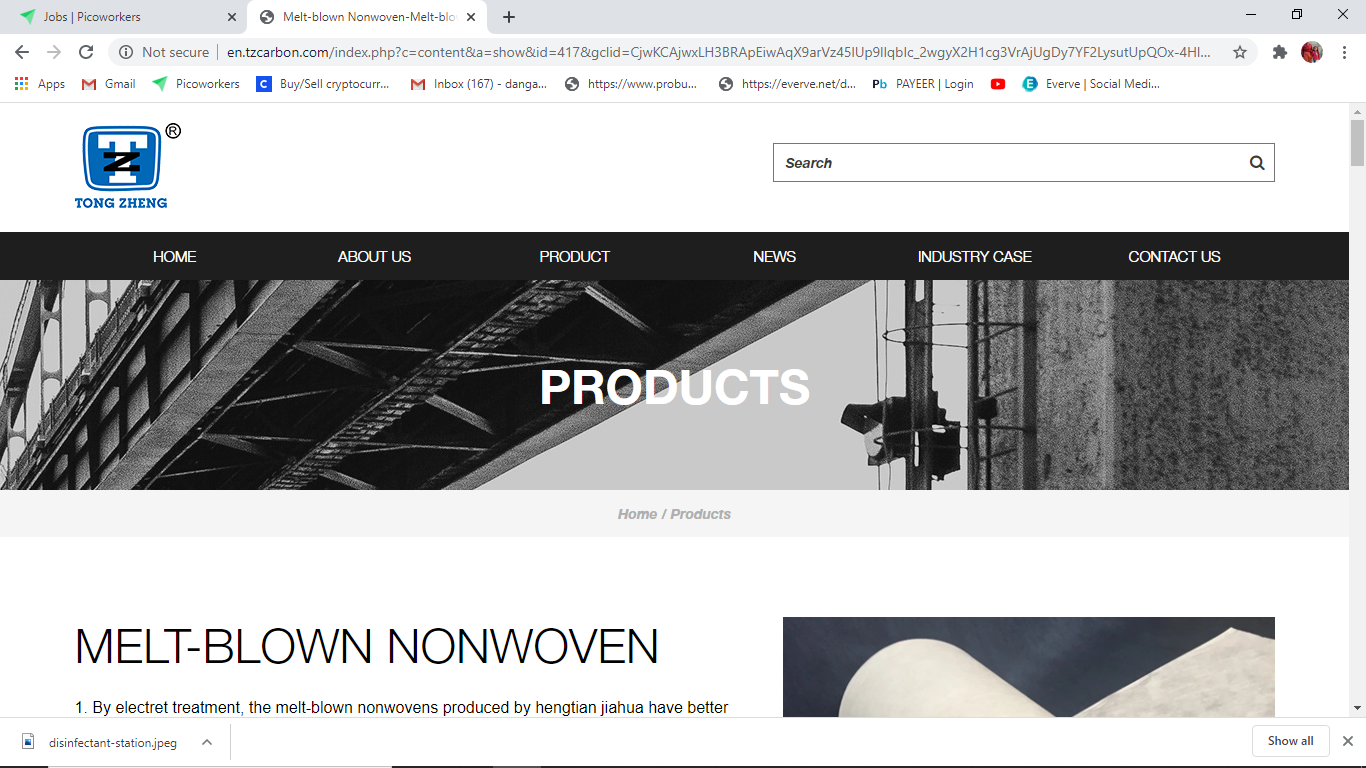 Jobs | Picoworkers
Melt-blown Nonwoven-Melt-blo
Not secure
en.tzcarbon.com/index.php?c=content&a=show&id=417&gclid=CjwKCAjwxLH3BRApEiwAqX9arVz45IUp9lIqbIc_2wgyX2H1cg3VrAjUgDy7YF2LysutUpQOx-4HI...
Apps
Gmail
Picoworkers
C
Buy/Sell cryptocurr...
Inbox (167) - danga...
https://www.probu...
https://everve.net/d...
Pb
PAYEER | Login
E
Everve | Social Medi...
TZ ®
TONG ZHENG
Search
HOME
ABOUT US
PRODUCT
NEWS
INDUSTRY CASE
CONTACT US
PRODUCTS
Home / Products
MELT-BLOWN NONWOVEN
1. By electret treatment, the melt-blown nonwovens produced by hengtian jiahua have better
disinfectant-station.jpeg
Show all